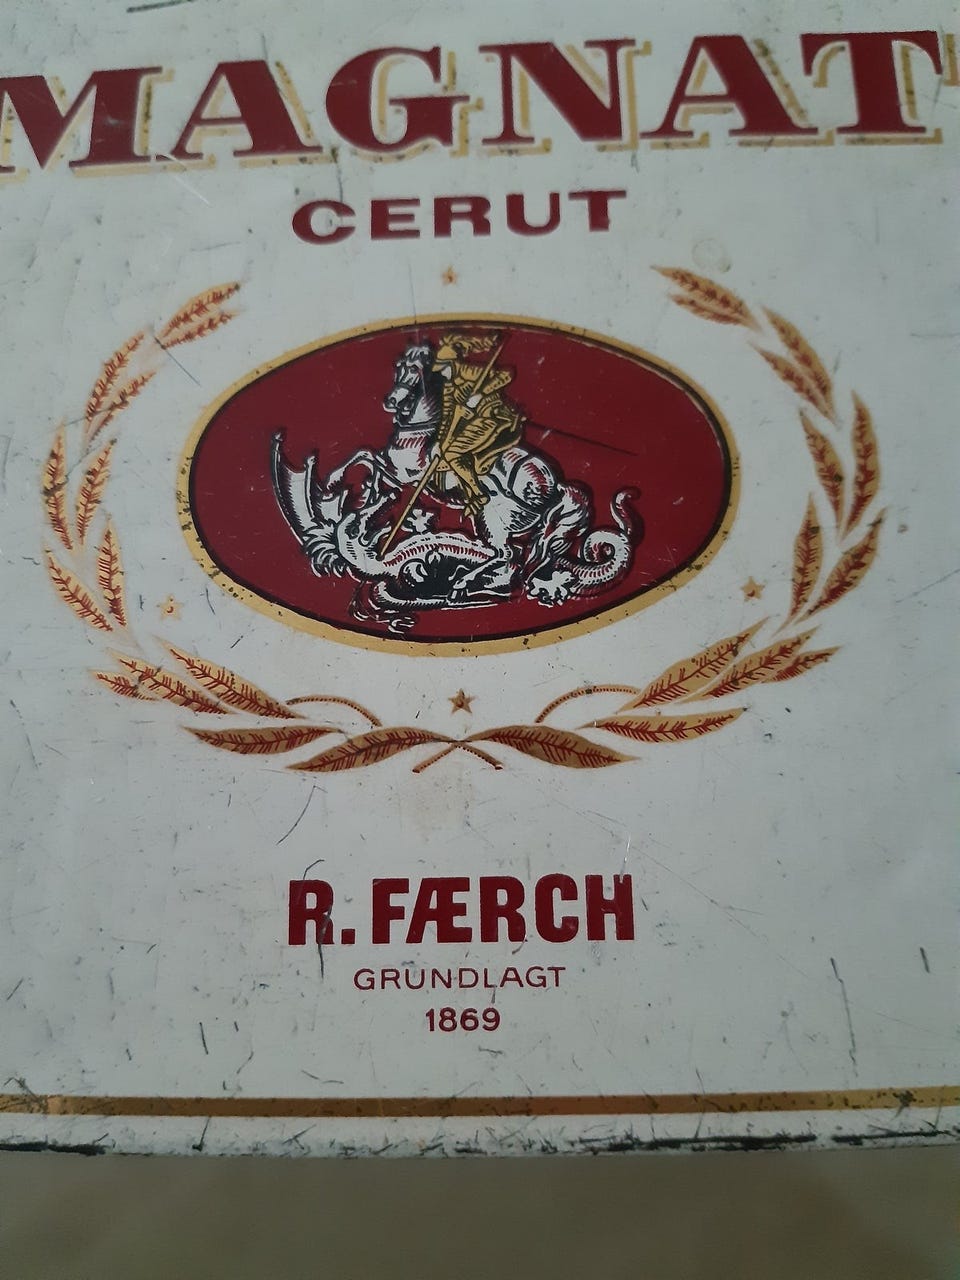 MAGNAT
CERUT
R. FÆRCH
GRUNDLAGT
1869